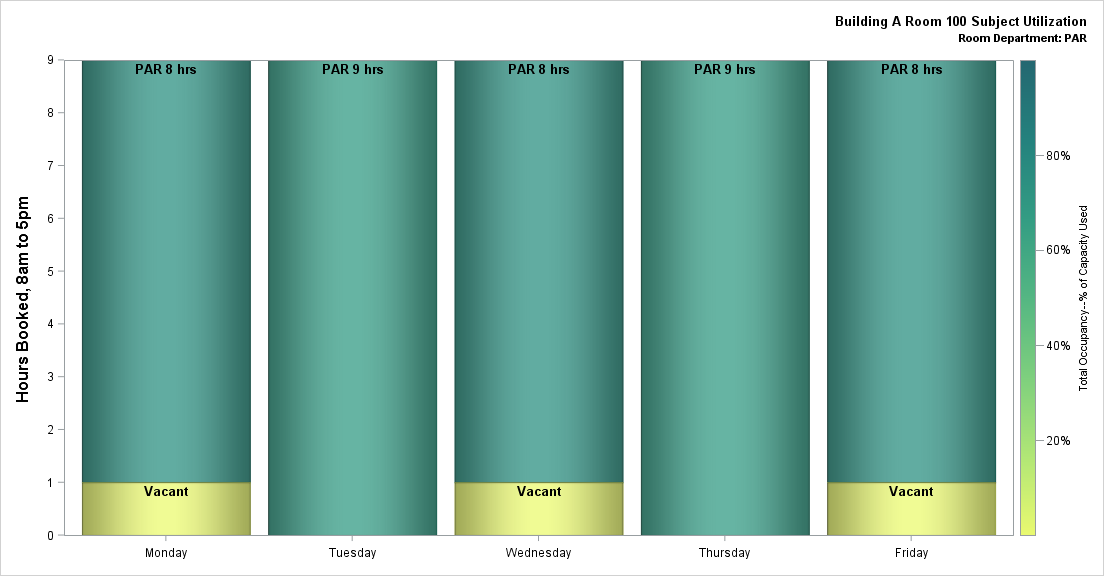 Building A Room 100 Subject Utilization
Room Department: PAR
Hours Booked, 8am to 5pm
9
8
7
6
5
4
3
2
1
0
PAR 8 hrs
PAR 9 hrs
PAR 8 hrs
PAR 9 hrs
PAR 8 hrs
Vacant
Vacant
Vacant
Monday
Tuesday
Wednesday
Thursday
Friday
80%
60%
40%
20%
Total Occupancy--% of Capacity Used